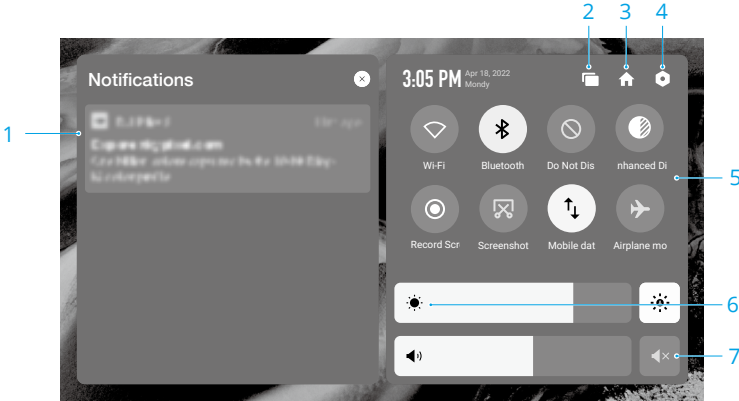 2 3 4
Notifications
3:05 PM Apr 18, 2022
Mondy
1
Wi-Fi Bluetooth Do Not Dis nhanced Di
5
Record Scr Screenshot Mobile dat Airplane mo
6
7